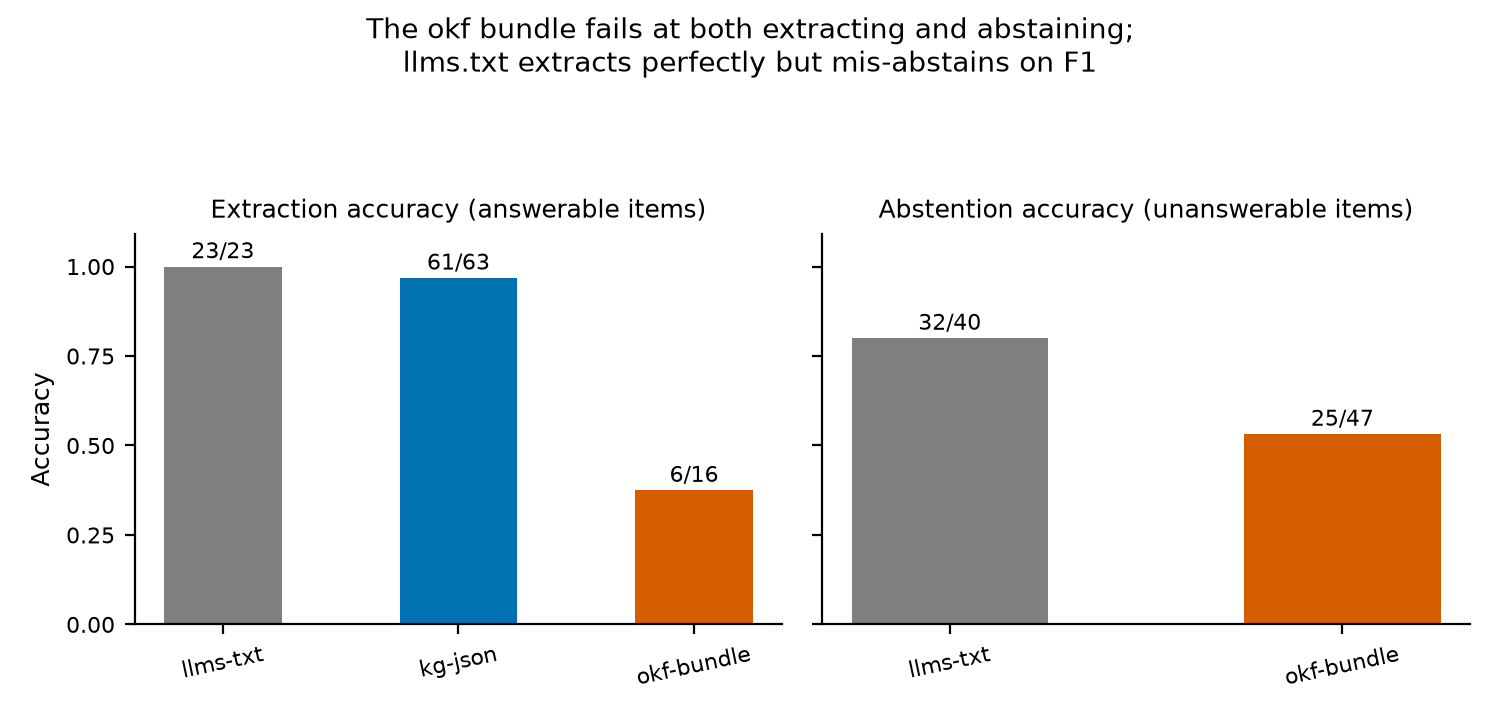 The okf bundle fails at both extracting and abstaining;
llms.txt extracts perfectly but mis-abstains on F1
Extraction accuracy (answerable items)
Accuracy
1.00
0.75
0.50
0.25
0.00
23/23
61/63
6/16
llms-txt
kg-json
okf-bundle
Abstention accuracy (unanswerable items)
32/40
25/47
llms-txt
okf-bundle